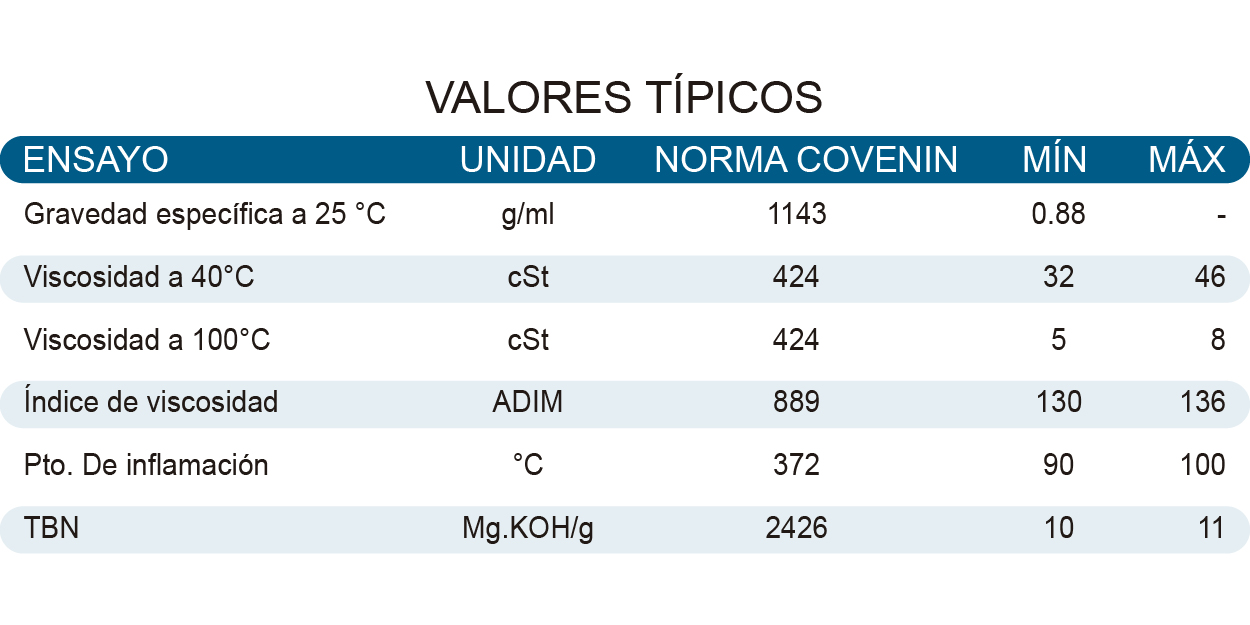 VALORES TÍPICOS
ENSAYO UNIDAD NORMA COVENIN MÍN MÁX
Gravedad específica a 25 °C g/ml 1143 0.88 -
Viscosidad a 40°C cSt 424 32 46
Viscosidad a 100°C cSt 424 5 8
Índice de viscosidad ADIM 889 130 136
Pto. De inflamación °C 372 90 100
TBN Mg.KOH/g 2426 10 11